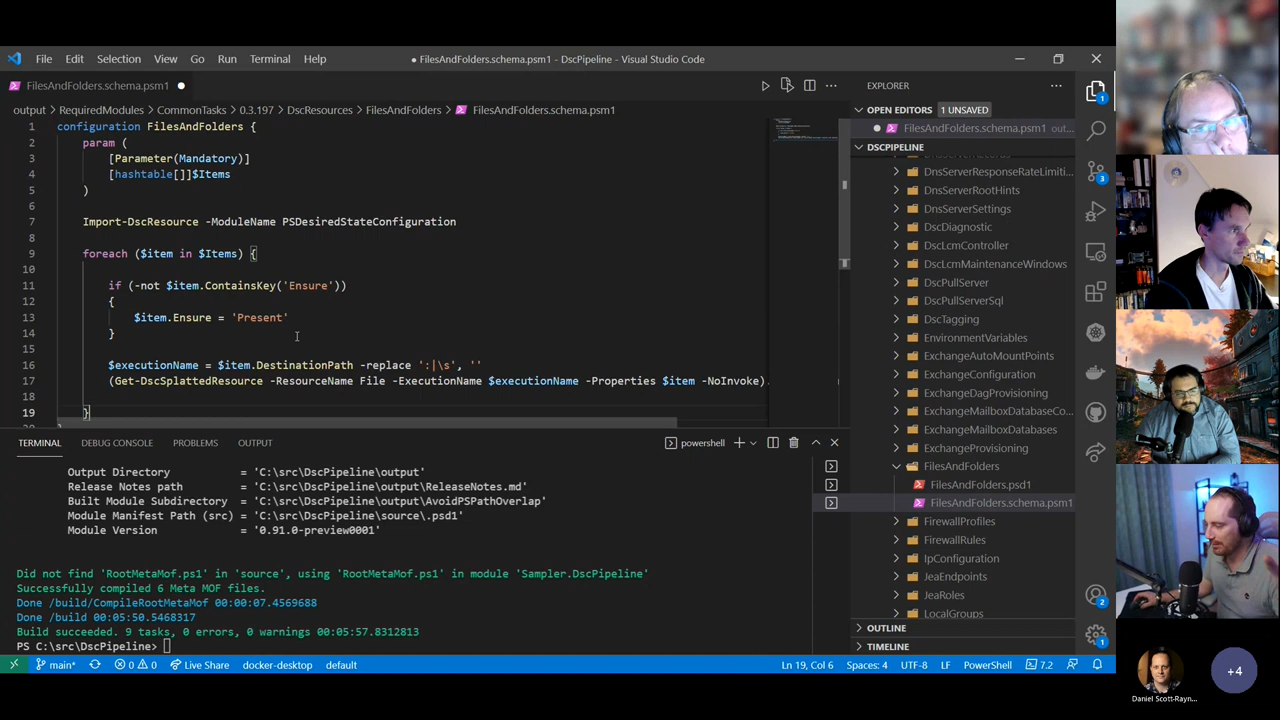 File Edit Selection View Go Run Terminal Help
● FilesAndFolders.schema.psm1 - DscPipeline - Visual Studio Code
FilesAndFolders.schema.psm1 ●
output > RequiredModules > CommonTasks > 0.3.197 > DscResources > FilesAndFolders > FilesAndFolders.schema.psm1
1 configuration FilesAndFolders {
2 param (
3 [Parameter(Mandatory)]
4 [hashtable[]]$Items
5 )
6
7 Import-DscResource -ModuleName PSDesiredStateConfiguration
8
9 foreach ($item in $Items) {
10
11 if (-not $item.ContainsKey('Ensure'))
12 {
13 $item.Ensure = 'Present'
14 }
15
16 $executionName = $item.DestinationPath -replace ':|\s', ''
17 (Get-DscSplattedResource -ResourceName File -ExecutionName $executionName -Properties $item -NoInvoke).
18
19 }
TERMINAL DEBUG CONSOLE PROBLEMS OUTPUT
powershell
Output Directory = 'C:\src\DscPipeline\output'
Release Notes path = 'C:\src\DscPipeline\output\ReleaseNotes.md'
Built Module Subdirectory = 'C:\src\DscPipeline\output\AvoidPSPathOverlap'
Module Manifest Path (src) = 'C:\src\DscPipeline\source\.psd1'
Module Version = '0.91.0-preview0001'
Did not find 'RootMetaMof.ps1' in 'source', using 'RootMetaMof.ps1' in module 'Sampler.DscPipeline'
Successfully compiled 6 Meta MOF files.
Done /build/CompileRootMetaMof 00:00:07.4569688
Done /build 00:05:50.5468317
Build succeeded. 9 tasks, 0 errors, 0 warnings 00:05:57.8312813
PS C:\src\DscPipeline>
EXPLORER
OPEN EDITORS 1 UNSAVED
● FilesAndFolders.schema.psm1 out...
DSCPIPELINE
DnsServerResponseRateLimiti...
DnsServerRootHints
DnsServerSettings
DscDiagnostic
DscLcmController
DscLcmMaintenanceWindows
DscPullServer
DscPullServerSql
DscTagging
EnvironmentVariables
ExchangeAutoMountPoints
ExchangeConfiguration
ExchangeDagProvisioning
ExchangeMailboxDatabaseCo...
ExchangeMailboxDatabases
ExchangeProvisioning
FilesAndFolders
FilesAndFolders.psd1
FilesAndFolders.schema.psm1
FirewallProfiles
FirewallRules
IpConfiguration
JeaEndpoints
JeaRoles
LocalGroups
OUTLINE
TIMELINE
1
3
1
2
1
main* 0 0 Live Share docker-desktop default
Ln 19, Col 6 Spaces: 4 UTF-8 LF PowerShell 7.2
Daniel Scott-Rayn...
+4